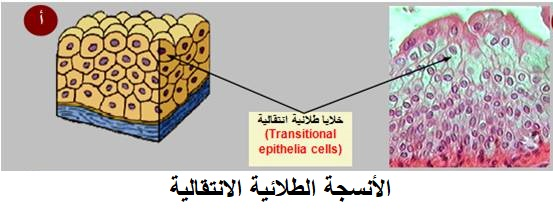 أ
خلايا طلائية انتقالية
(Transitional
epithelia cells)
الأنسجة الطلائية الانتقالية